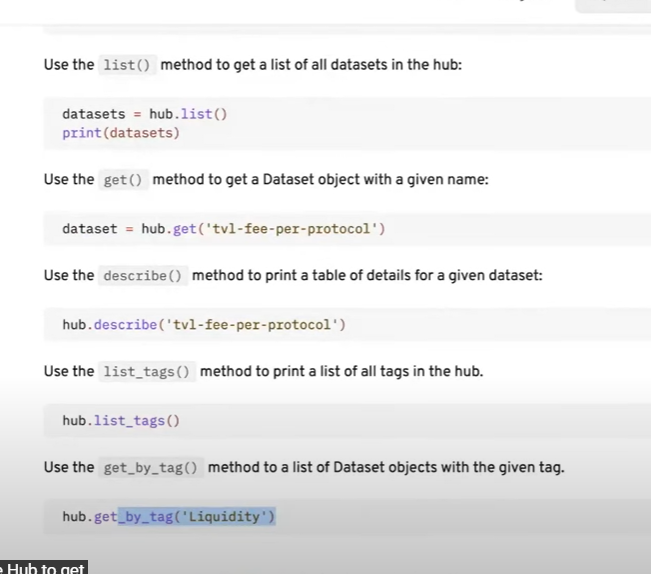 Use the list() method to get a list of all datasets in the hub:
datasets = hub.list()
print(datasets)
Use the get() method to get a Dataset object with a given name:
dataset = hub.get('tvl-fee-per-protocol')
Use the describe() method to print a table of details for a given dataset:
hub.describe('tvl-fee-per-protocol')
Use the list_tags() method to print a list of all tags in the hub.
hub.list_tags()
Use the get_by_tag() method to a list of Dataset objects with the given tag.
hub.get_by_tag('Liquidity')
Hub to get